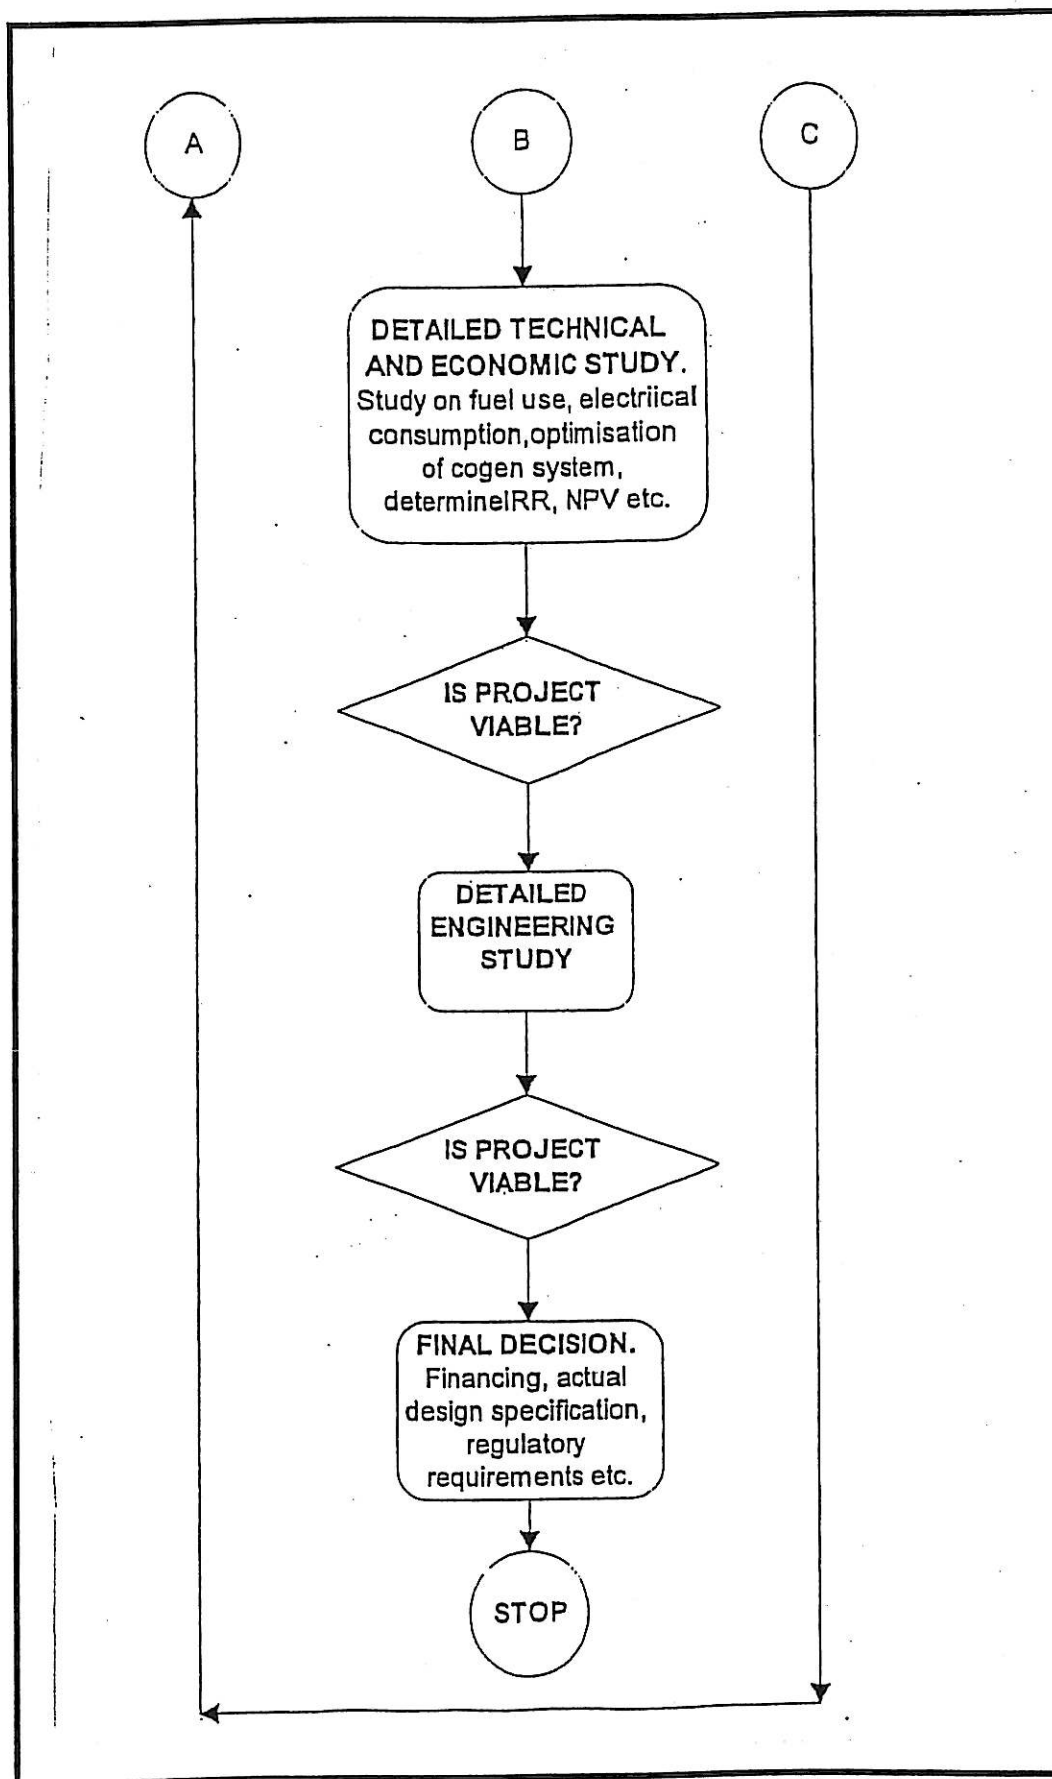 A
B
C
DETAILED TECHNICAL
AND ECONOMIC STUDY.
Study on fuel use, electriical
consumption,optimisation
of cogen system,
determineIRR, NPV etc.
IS PROJECT
VIABLE?
DETAILED
ENGINEERING
STUDY
IS PROJECT
VIABLE?
FINAL DECISION.
Financing, actual
design specification,
regulatory
requirements etc.
STOP